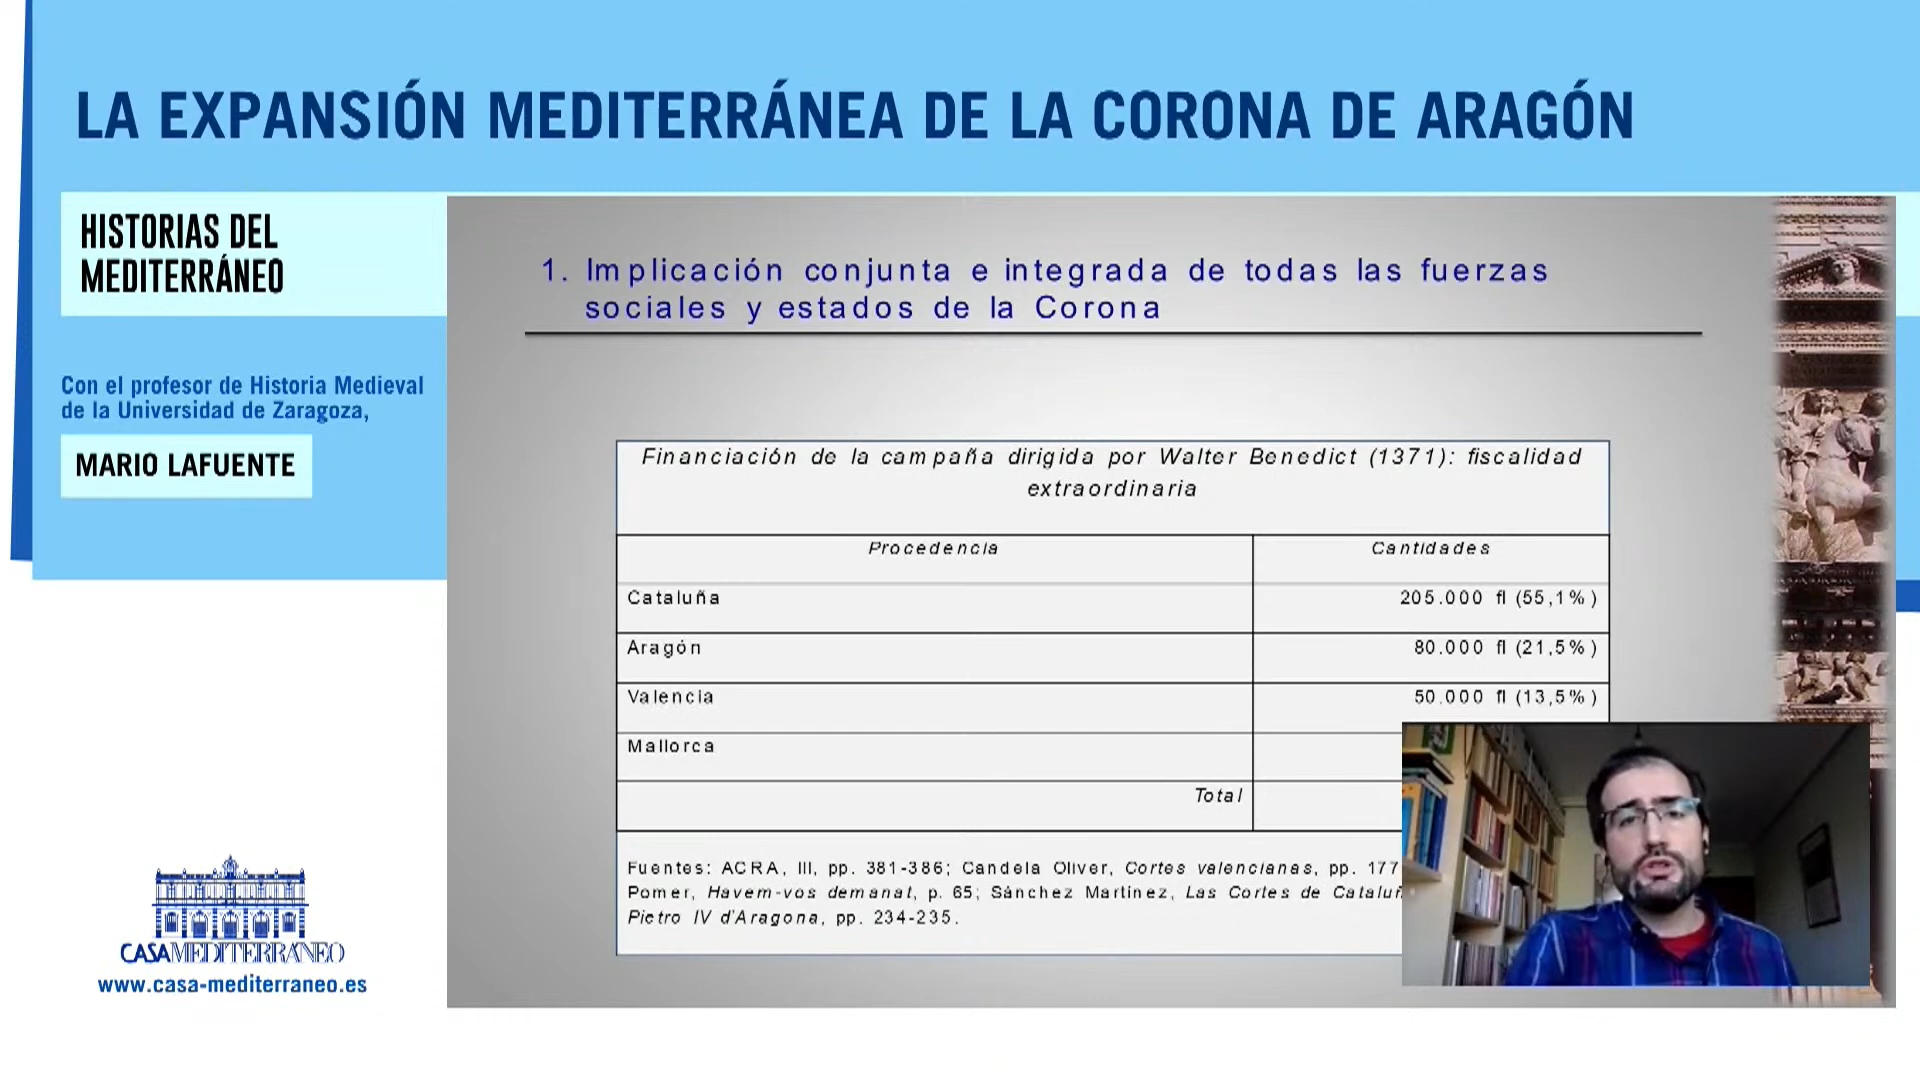 LA EXPANSIÓN MEDITERRÁNEA DE LA CORONA DE ARAGÓN
HISTORIAS DEL
MEDITERRÁNEO
Con el profesor de Historia Medieval
de la Universidad de Zaragoza,
MARIO LAFUENTE
1. Implicación conjunta e integrada de todas las fuerzas
sociales y estados de la Corona
Financiación de la campaña dirigida por Walter Benedict (1371): fiscalidad
extraordinaria
Procedencia Cantidades
Cataluña 205.000 fl (55,1%)
Aragón 80.000 fl (21,5%)
Valencia 50.000 fl (13,5%)
Mallorca
Total
Fuentes: ACRA, III, pp. 381-386; Candela Oliver, Cortes valencianas, pp. 177
Pomer, Havem-vos demanat, p. 65; Sánchez Martínez, Las Cortes de
Pietro IV d'Aragona, pp. 234-235.
CASAMEDITERRÁNEO
www.casa-mediterraneo.es